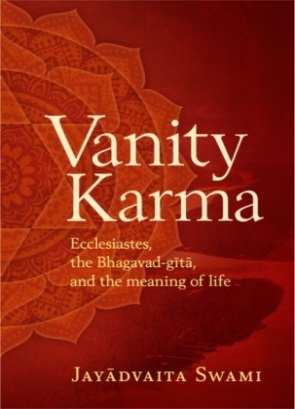 Vanity
Karma
Ecclesiastes,
the Bhagavad-gītā,
and the meaning of life
Jayādvaita Swami